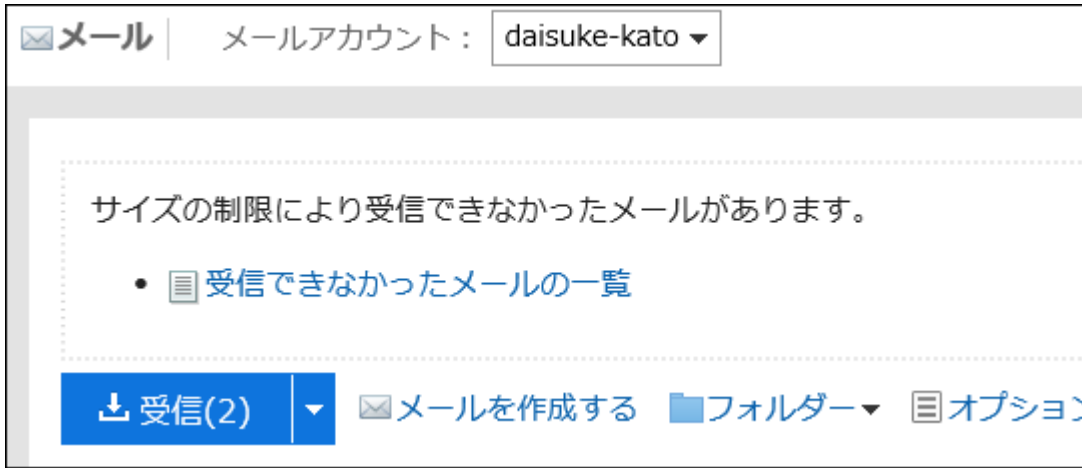 メール メールアカウント： daisuke-kato
サイズの制限により受信できなかったメールがあります。
受信できなかったメールの一覧
受信(2) メールを作成する フォルダー オプション